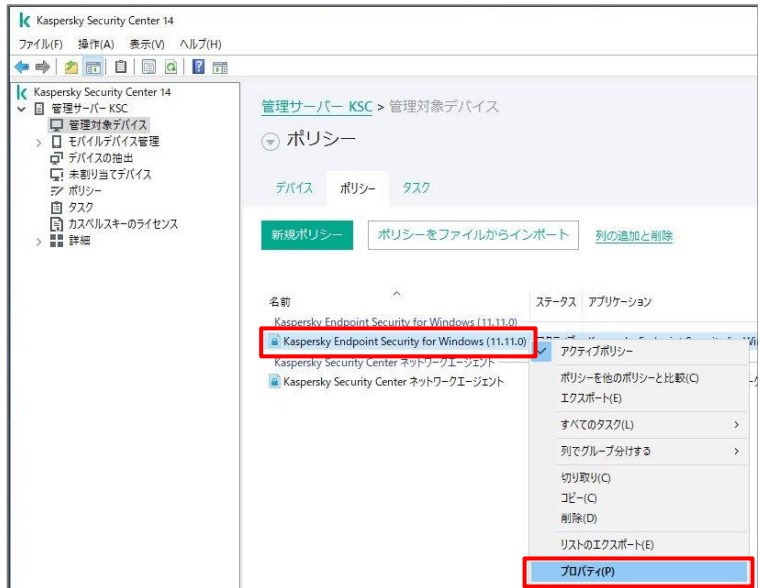 Kaspersky Security Center 14
ファイル(F) 操作(A) 表示(V) ヘルプ(H)
Kaspersky Security Center 14
管理サーバー KSC
管理対象デバイス
モバイルデバイス管理
デバイスの抽出
未割り当てデバイス
ポリシー
タスク
カスペルスキーのライセンス
詳細
管理サーバー KSC > 管理対象デバイス
ポリシー
デバイス ポリシー タスク
新規ポリシー ポリシーをファイルからインポート 列の追加と削除
名前 ステータス アプリケーション
Kaspersky Endpoint Security for Windows (11.11.0)
Kaspersky Endpoint Security for Windows (11.11.0)
Kaspersky Security Center ネットワークエージェント
Kaspersky Security Center ネットワークエージェント
アクティブポリシー
ポリシーを他のポリシーと比較(C)
エクスポート(E)
すべてのタスク(L)
列でグループ分けする
切り取り(C)
コピー(C)
削除(D)
リストのエクスポート(E)
プロパティ(P)